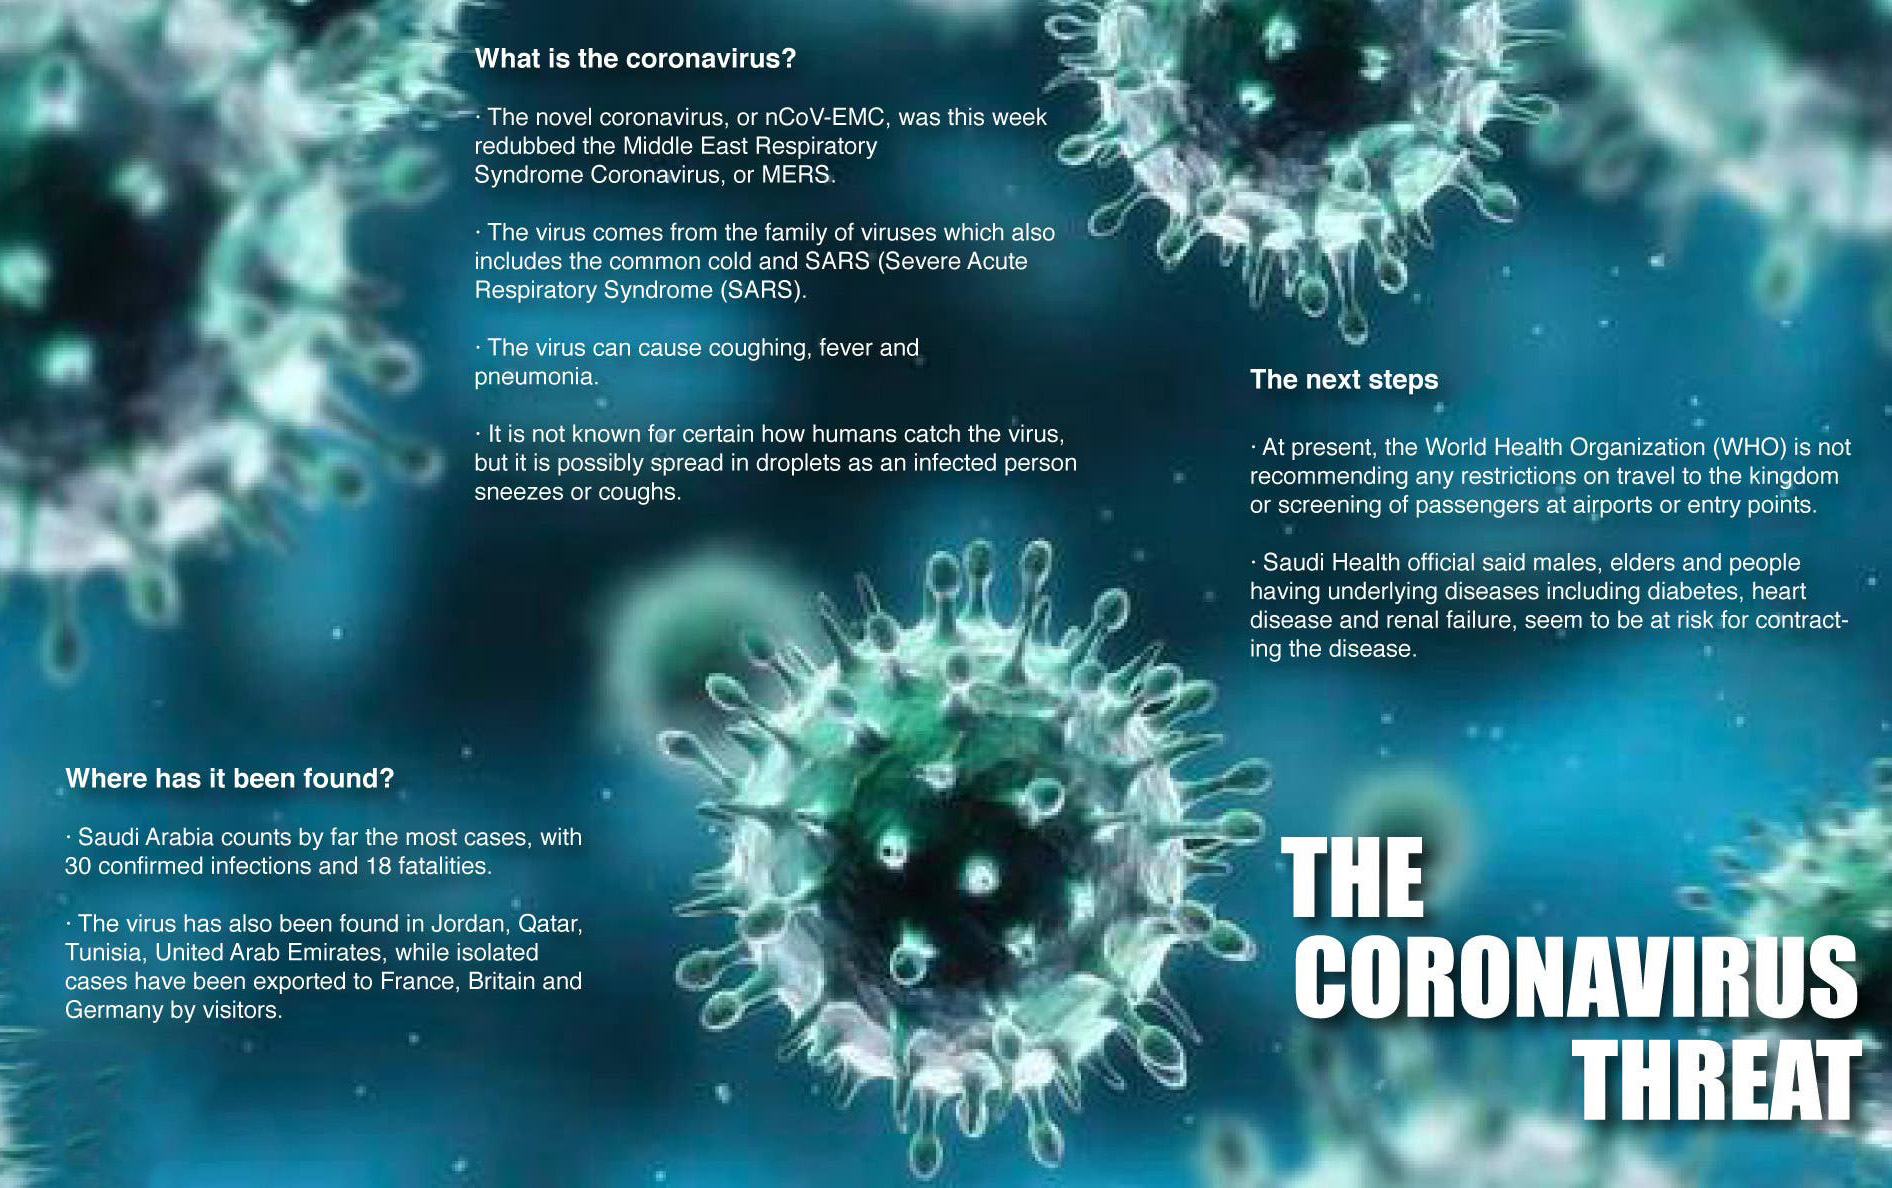 What is the coronavirus?
· The novel coronavirus, or nCoV-EMC, was this week
redubbed the Middle East Respiratory
Syndrome Coronavirus, or MERS.
· The virus comes from the family of viruses which also
includes the common cold and SARS (Severe Acute
Respiratory Syndrome (SARS).
· The virus can cause coughing, fever and
pneumonia.
· It is not known for certain how humans catch the virus,
but it is possibly spread in droplets as an infected person
sneezes or coughs.
The next steps
· At present, the World Health Organization (WHO) is not
recommending any restrictions on travel to the kingdom
or screening of passengers at airports or entry points.
· Saudi Health official said males, elders and people
having underlying diseases including diabetes, heart
disease and renal failure, seem to be at risk for contract-
ing the disease.
Where has it been found?
· Saudi Arabia counts by far the most cases, with
30 confirmed infections and 18 fatalities.
· The virus has also been found in Jordan, Qatar,
Tunisia, United Arab Emirates, while isolated
cases have been exported to France, Britain and
Germany by visitors.
THE
CORONAVIRUS
THREAT